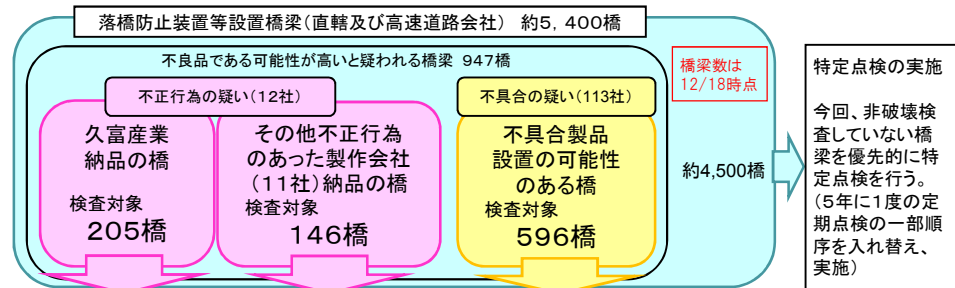 落橋防止装置等設置橋梁(直轄及び高速道路会社) 約5,400橋
不良品である可能性が高いと疑われる橋梁 947橋
橋梁数は
12/18時点
不正行為の疑い(12社)
不具合の疑い(113社)
久富産業
納品の橋
検査対象
205橋
その他不正行為
のあった製作会社
(11社)納品の橋
検査対象
146橋
不具合製品
設置の可能性
のある橋
検査対象
596橋
約4,500橋
特定点検の実施
今回、非破壊検
査していない橋
梁を優先的に特
定点検を行う。
(5年に1度の定
期点検の一部順
序を入れ替え、
実施)